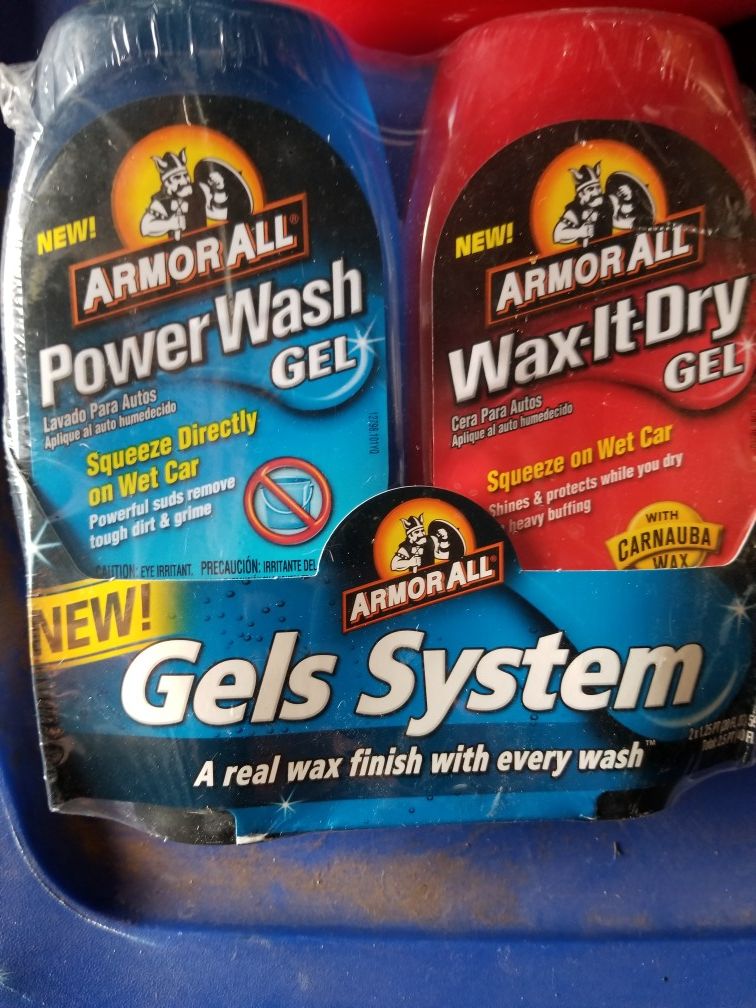 NEW!
ARMOR ALL®
Power Wash
GEL
Lavado Para Autos
Aplique al auto humedecido
Squeeze Directly
on Wet Car
Powerful suds remove
tough dirt & grime
CAUTION: EYE IRRITANT. PRECAUCIÓN: IRRITANTE DEL
NEW!
ARMOR ALL
Wax-It-Dry
GEL
Cera Para Autos
Aplique al auto humedecido
Squeeze on Wet Car
Shines & protects while you dry
heavy buffing
WITH
CARNAUBA
WAX
ARMOR ALL
NEW!
Gels System
A real wax finish with every wash™